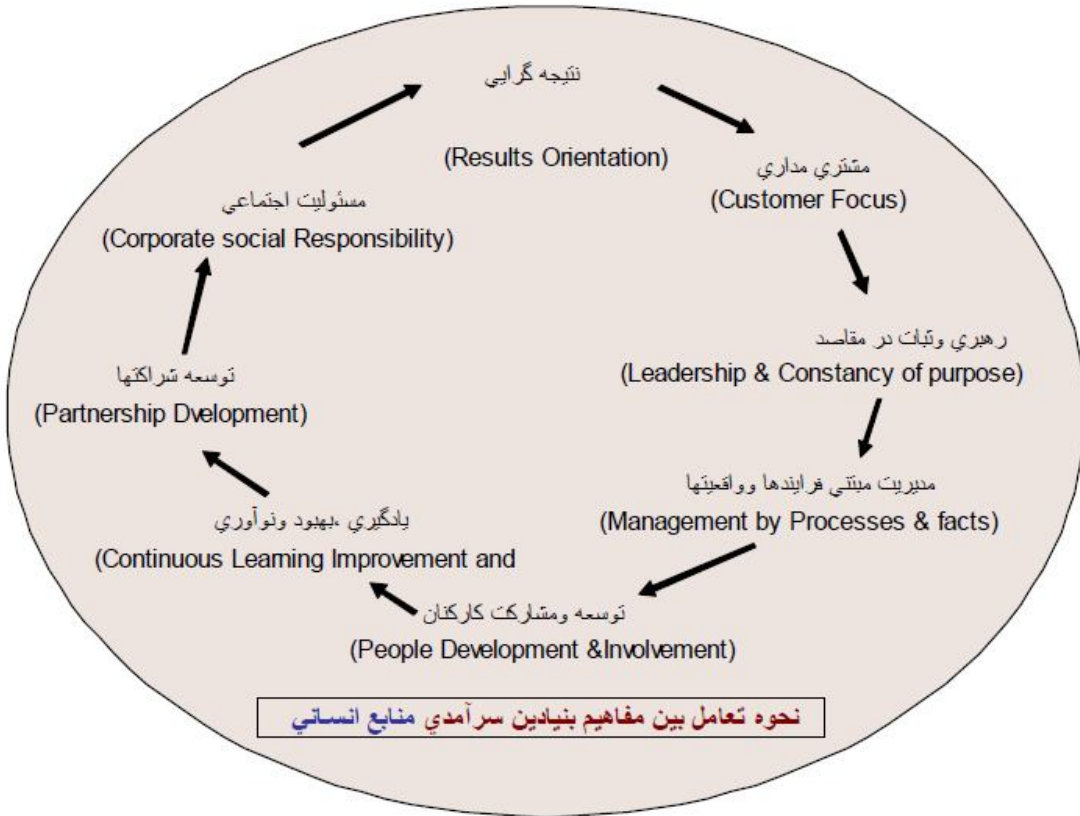 نتيجه گرايي
(Results Orientation)
مشتري مداري
(Customer Focus)
رهبري وثبات در مقاصد
(Leadership & Constancy of purpose)
مديريت مبتني فرايندها وواقعيتها
(Management by Processes & facts)
توسعه ومشاركت كاركنان
(People Development &Involvement)
يادگيري ،بهبود ونوآوري
(Continuous Learning Improvement and
توسعه شراكتها
(Partnership Dvelopment)
مسئوليت اجتماعي
(Corporate social Responsibility)
نحوه تعامل بين مفاهيم بنيادين سرآمدي منابع انساني